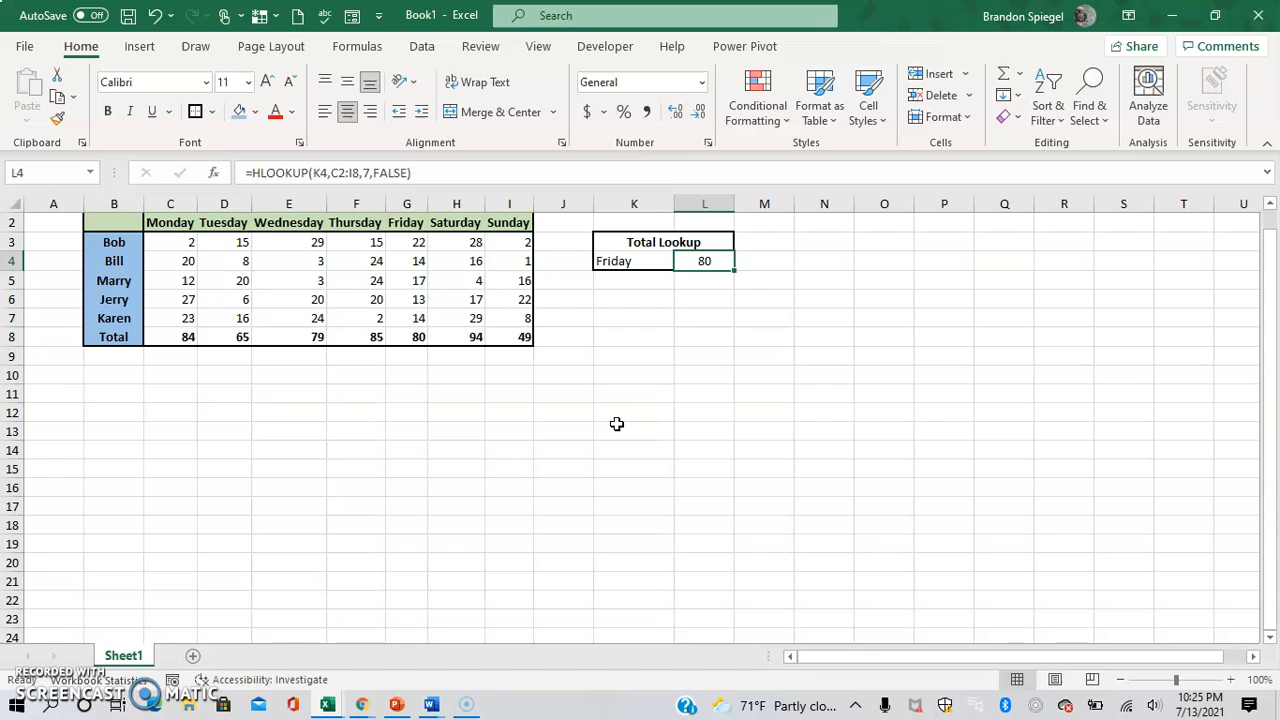 AutoSave Off Book1 - Excel Search Brandon Spiegel
File Home Insert Draw Page Layout Formulas Data Review View Developer Help Power Pivot Share Comments
Paste Calibri 11 Wrap Text General Conditional Formatting Format as Table Cell Styles Insert Sort & Filter Find & Select Analyze Data Sensitivity
B I U Merge & Center $ % Delete
Format
Clipboard Font Alignment Number Styles Cells Editing Analysis Sensitivity
L4 fx =HLOOKUP(K4,C2:I8,7,FALSE)
A B C D E F G H I J K L M N O P Q R S T U
2 Monday Tuesday Wednesday Thursday Friday Saturday Sunday
3 Bob 2 15 29 15 22 28 2 Total Lookup
4 Bill 20 8 3 24 14 16 1 Friday 80
5 Marry 12 20 3 24 17 4 16
6 Jerry 27 6 20 20 13 17 22
7 Karen 23 16 24 2 14 29 8
8 Total 84 65 79 85 80 94 49
9
10
11
12
13
14
15
16
17
18
19
20
21
22
23
24
Sheet1
RECORDED WITH
Ready Workbook Statistics Accessibility: Investigate 100%
SCREENCAST MATIC
71°F Partly clo... 10:25 PM
7/13/2021